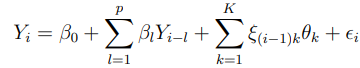 $Y_i = \beta_0 + \sum_{l=1}^{p} \beta_l Y_{i-l} + \sum_{k=1}^{K} \xi_{(i-1)k} \theta_k + \epsilon_i$